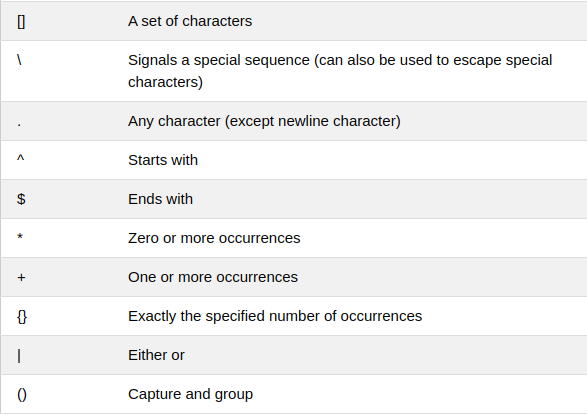 [] A set of characters
\ Signals a special sequence (can also be used to escape special
characters)
. Any character (except newline character)
^ Starts with
$ Ends with
* Zero or more occurrences
+ One or more occurrences
{} Exactly the specified number of occurrences
| Either or
() Capture and group